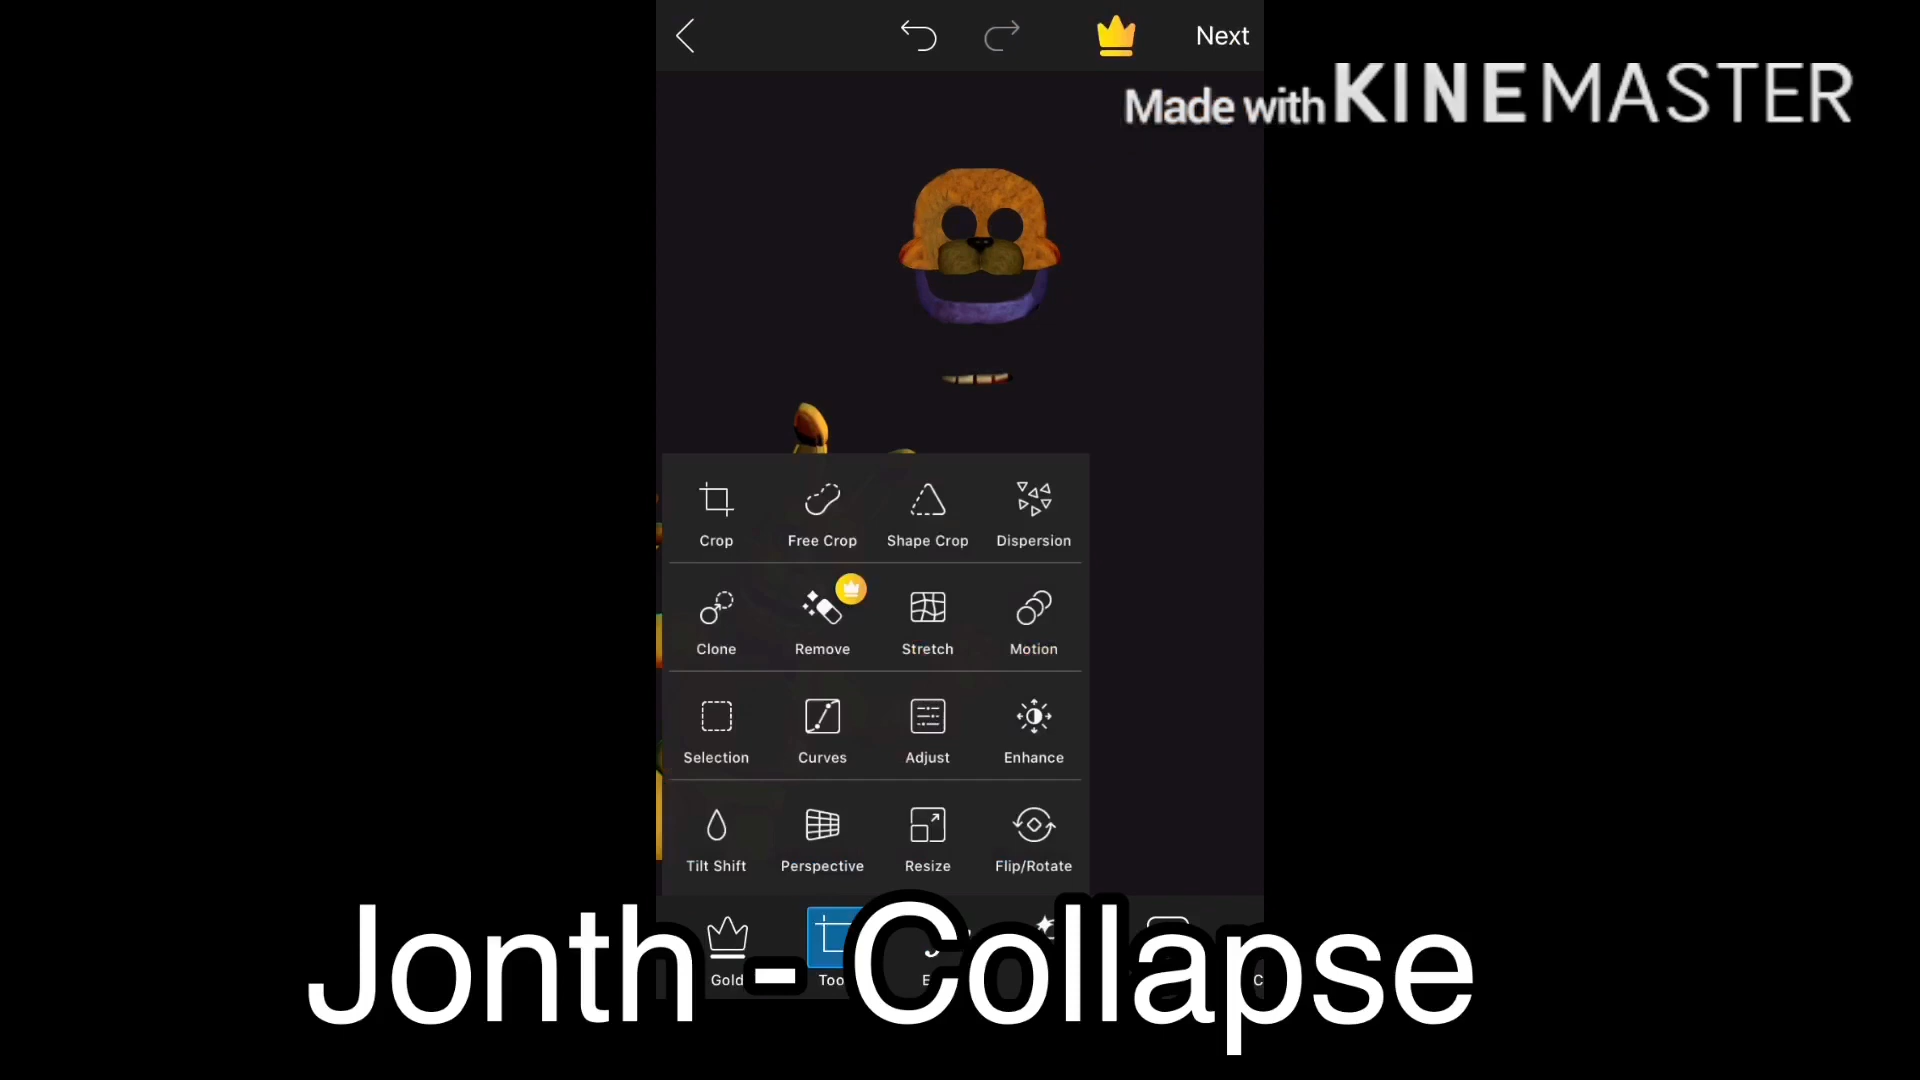 Next
Made with KINEMASTER
Crop Free Crop Shape Crop Dispersion
Clone Remove Stretch Motion
Selection Curves Adjust Enhance
Tilt Shift Perspective Resize Flip/Rotate
Gold
Jonth - Collapse